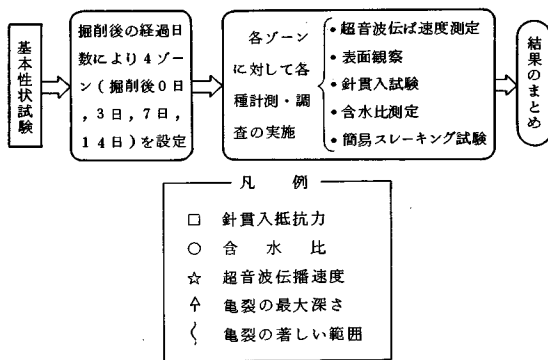 基本性状試験
掘削後の経過日
数により4ゾー
ン(掘削後0日
,3日,7日,
14日)を設定
各ゾーン
に対して各
種計測・調
査の実施
•超音波伝ぱ速度測定
•表面観察
•針貫入試験
•含水比測定
•簡易スレーキング試験
結果のまとめ
凡 例
□ 針貫入抵抗力
○ 含 水 比
☆ 超音波伝播速度
亀裂の最大深さ
亀裂の著しい範囲